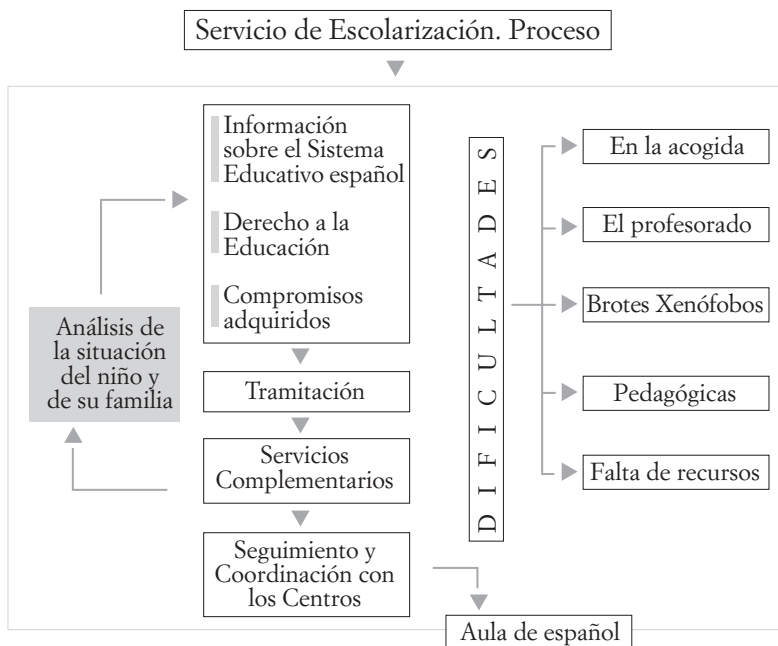 Servicio de Escolarización. Proceso
Información
sobre el Sistema
Educativo español
Derecho a la
Educación
Compromisos
adquiridos
Análisis de
la situación
del niño y
de su familia
Tramitación
Servicios
Complementarios
Seguimiento y
Coordinación con
los Centros
Aula de español
DIFICULTADES
En la acogida
El profesorado
Brotes Xenófobos
Pedagógicas
Falta de recursos